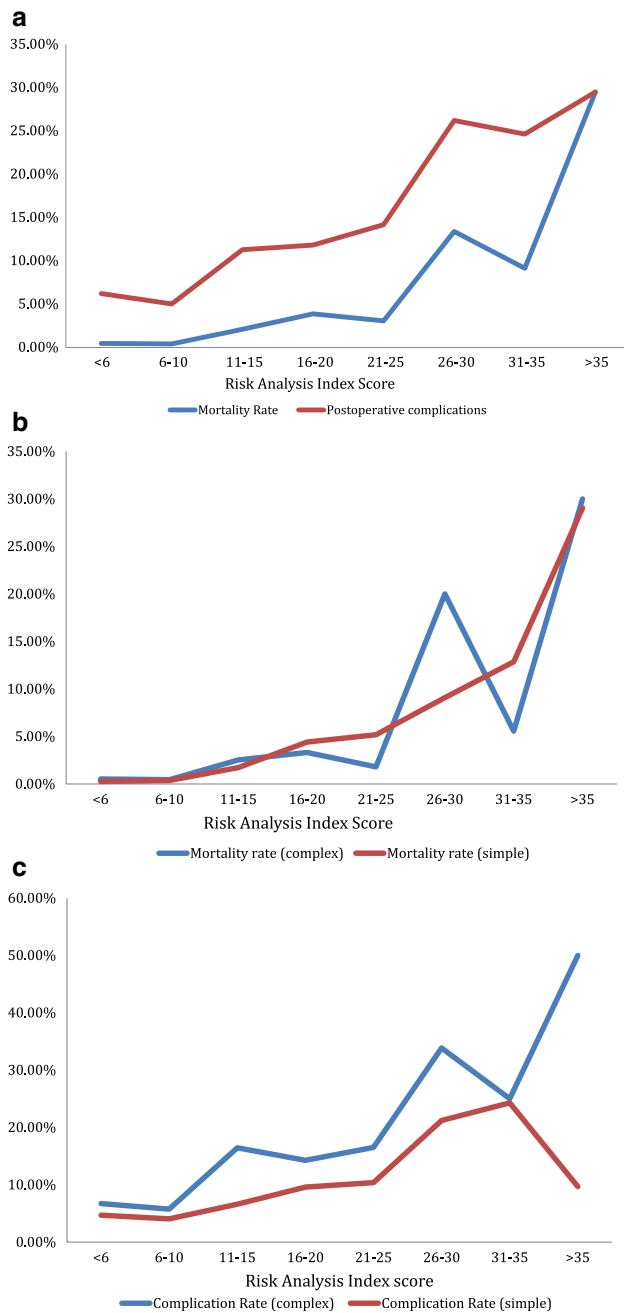 a
35.00%
30.00%
25.00%
20.00%
15.00%
10.00%
5.00%
0.00%
<6 6-10 11-15 16-20 21-25 26-30 31-35 >35
Risk Analysis Index Score
Mortality Rate Postoperative complications
b
35.00%
30.00%
25.00%
20.00%
15.00%
10.00%
5.00%
0.00%
<6 6-10 11-15 16-20 21-25 26-30 31-35 >35
Risk Analysis Index Score
Mortality rate (complex) Mortality rate (simple)
c
60.00%
50.00%
40.00%
30.00%
20.00%
10.00%
0.00%
<6 6-10 11-15 16-20 21-25 26-30 31-35 >35
Risk Analysis Index score
Complication Rate (complex) Complication Rate (simple)